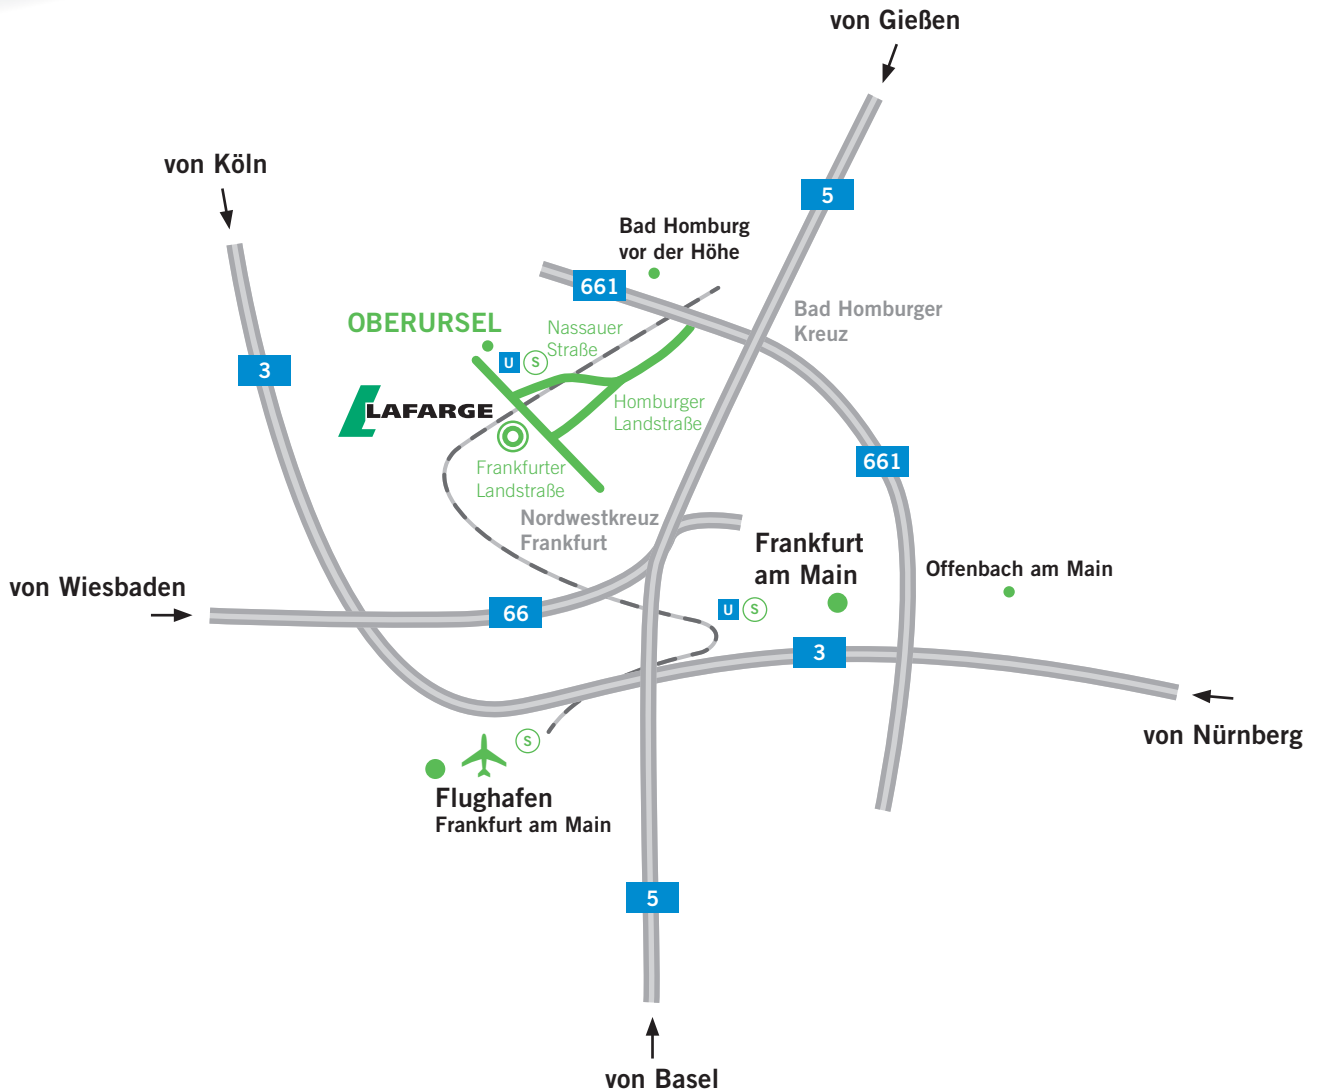 von Gießen
von Köln
5
Bad Homburg
vor der Höhe
661
Bad Homburger
Kreuz
OBERURSEL
Nassauer
Straße
U S
3
LAFARGE
Homburger
Landstraße
661
Frankfurter
Landstraße
Nordwestkreuz
Frankfurt
Frankfurt
am Main
Offenbach am Main
von Wiesbaden
66
U S
3
von Nürnberg
S
Flughafen
Frankfurt am Main
5
von Basel